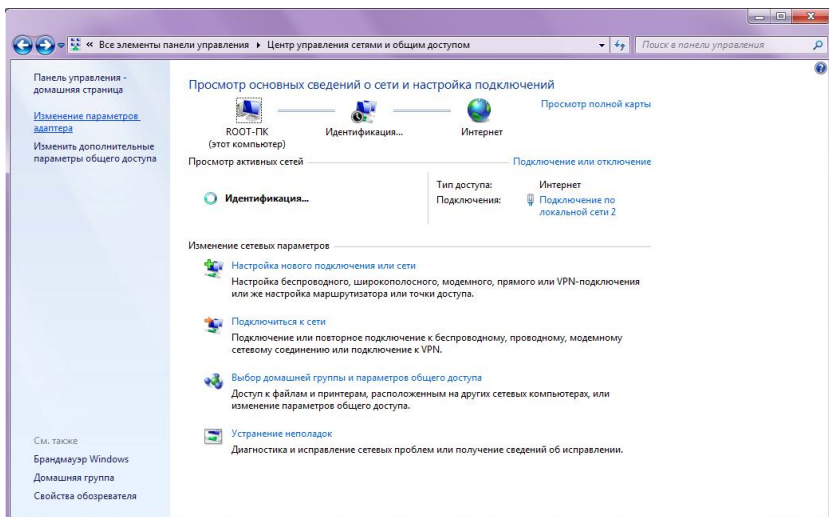 « Все элементы панели управления ▸ Центр управления сетями и общим доступом
Поиск в панели управления
Панель управления -
домашняя страница
Изменение параметров
адаптера
Изменить дополнительные
параметры общего доступа
См. также
Брандмауэр Windows
Домашняя группа
Свойства обозревателя
Просмотр основных сведений о сети и настройка подключений
Просмотр полной карты
ROOT-ПК
(этот компьютер)
Идентификация...
Интернет
Просмотр активных сетей
Подключение или отключение
Идентификация...
Тип доступа: Интернет
Подключения: Подключение по
локальной сети 2
Изменение сетевых параметров
Настройка нового подключения или сети
Настройка беспроводного, широкополосного, модемного, прямого или VPN-подключения
или же настройка маршрутизатора или точки доступа.
Подключиться к сети
Подключение или повторное подключение к беспроводному, проводному, модемному
сетевому соединению или подключение к VPN.
Выбор домашней группы и параметров общего доступа
Доступ к файлам и принтерам, расположенным на других сетевых компьютерах, или
изменение параметров общего доступа.
Устранение неполадок
Диагностика и исправление сетевых проблем или получение сведений об исправлении.